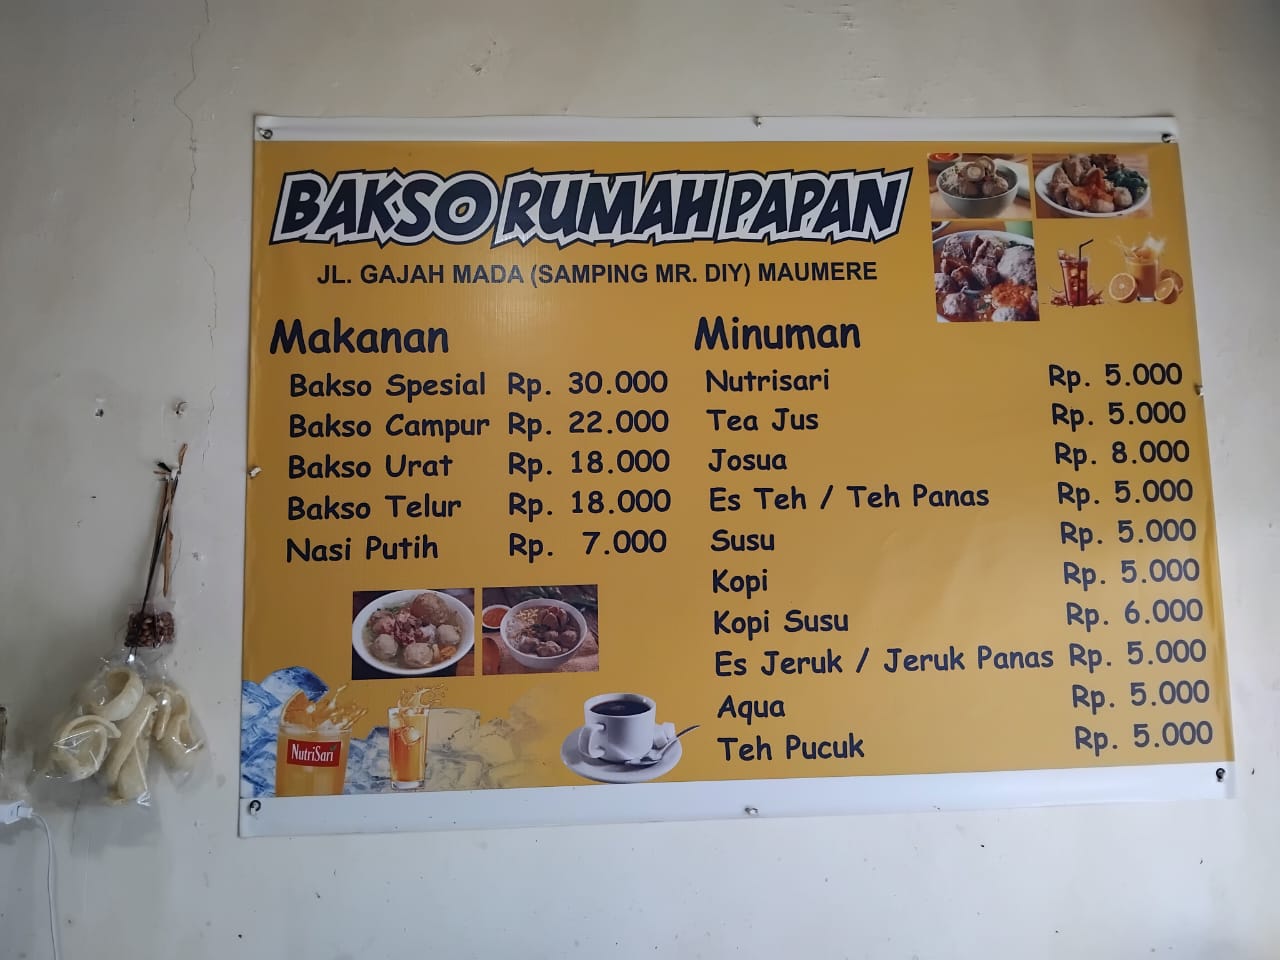 BAKSO RUMAH PAPAN
JL. GAJAH MADA (SAMPING MR. DIY) MAUMERE
Makanan
Bakso Spesial Rp. 30.000
Bakso Campur Rp. 22.000
Bakso Urat Rp. 18.000
Bakso Telur Rp. 18.000
Nasi Putih Rp. 7.000
Minuman
Nutrisari Rp. 5.000
Tea Jus Rp. 5.000
Josua Rp. 8.000
Es Teh / Teh Panas Rp. 5.000
Susu Rp. 5.000
Kopi Rp. 5.000
Kopi Susu Rp. 6.000
Es Jeruk / Jeruk Panas Rp. 5.000
Aqua Rp. 5.000
Teh Pucuk Rp. 5.000
NutriSari